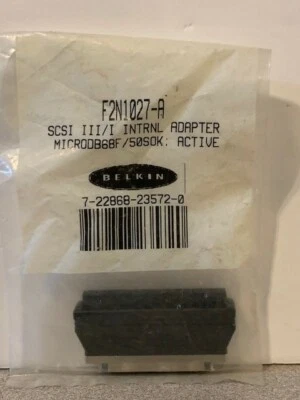 F2N1027-A
SCSI III/I INTRNL ADAPTER
MICRODB68F/50SOK; ACTIVE
BELKIN
7-22868-23572-0